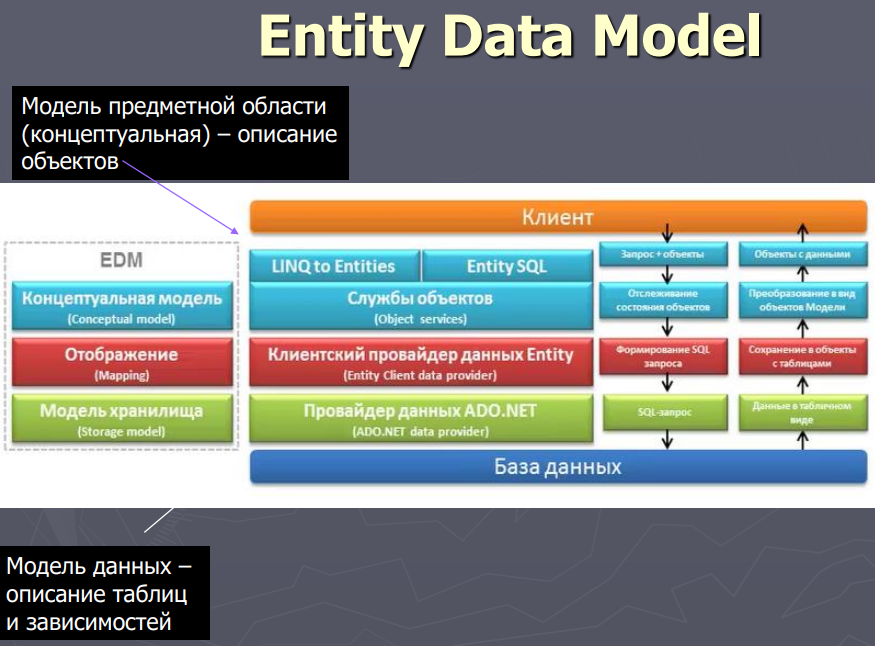 Entity Data Model
Модель предметной области
(концептуальная) – описание
объектов
Клиент
EDM
LINQ to Entities
Entity SQL
Запрос + объекты
Объекты с данными
Концептуальная модель
(Conceptual model)
Службы объектов
(Object services)
Отслеживание
состояния объектов
Преобразование в вид
объектов Модели
Отображение
(Mapping)
Клиентский провайдер данных Entity
(Entity Client data provider)
Формирование SQL
запроса
Сохранение в объекты
с таблицами
Модель хранилища
(Storage model)
Провайдер данных ADO.NET
(ADO.NET data provider)
SQL-запрос
Данные в табличном
виде
База данных
Модель данных –
описание таблиц
и зависимостей